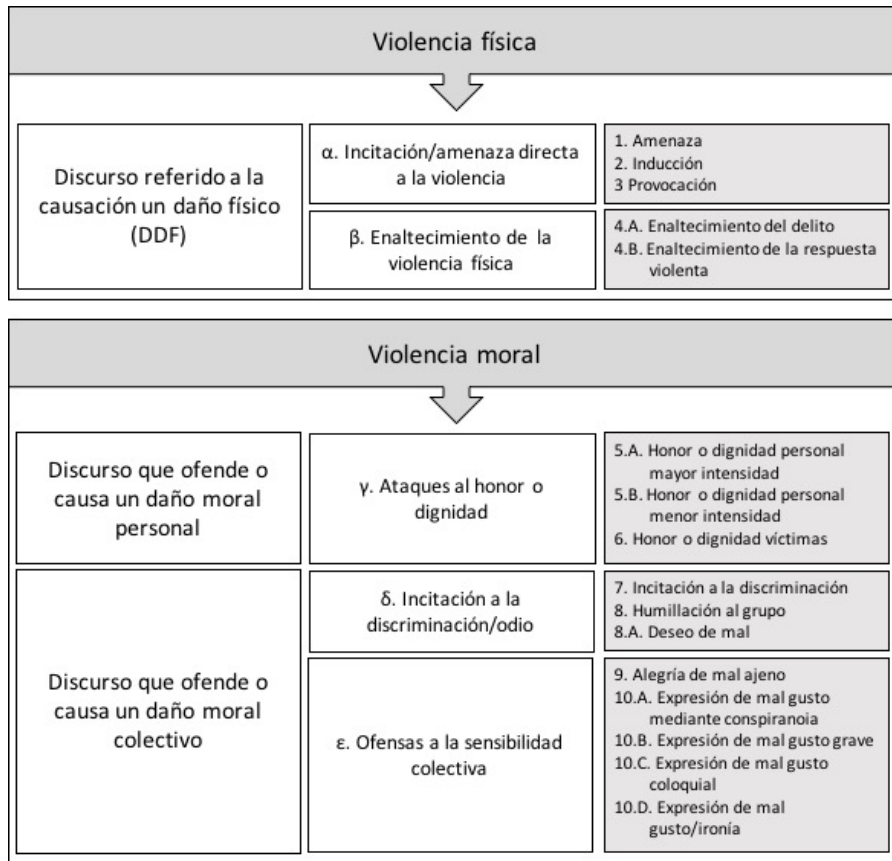 Violencia física
Discurso referido a la
causación un daño físico
(DDF)
α. Incitación/amenaza directa
a la violencia
1. Amenaza
2. Inducción
3 Provocación
β. Enaltecimiento de la
violencia física
4.A. Enaltecimiento del delito
4.B. Enaltecimiento de la respuesta
violenta
Violencia moral
Discurso que ofende o
causa un daño moral
personal
γ. Ataques al honor o
dignidad
5.A. Honor o dignidad personal
mayor intensidad
5.B. Honor o dignidad personal
menor intensidad
6. Honor o dignidad víctimas
Discurso que ofende o
causa un daño moral
colectivo
δ. Incitación a la
discriminación/odio
7. Incitación a la discriminación
8. Humillación al grupo
8.A. Deseo de mal
ε. Ofensas a la sensibilidad
colectiva
9. Alegría de mal ajeno
10.A. Expresión de mal gusto
mediante conspiranoia
10.B. Expresión de mal gusto grave
10.C. Expresión de mal gusto
coloquial
10.D. Expresión de mal
gusto/ironía